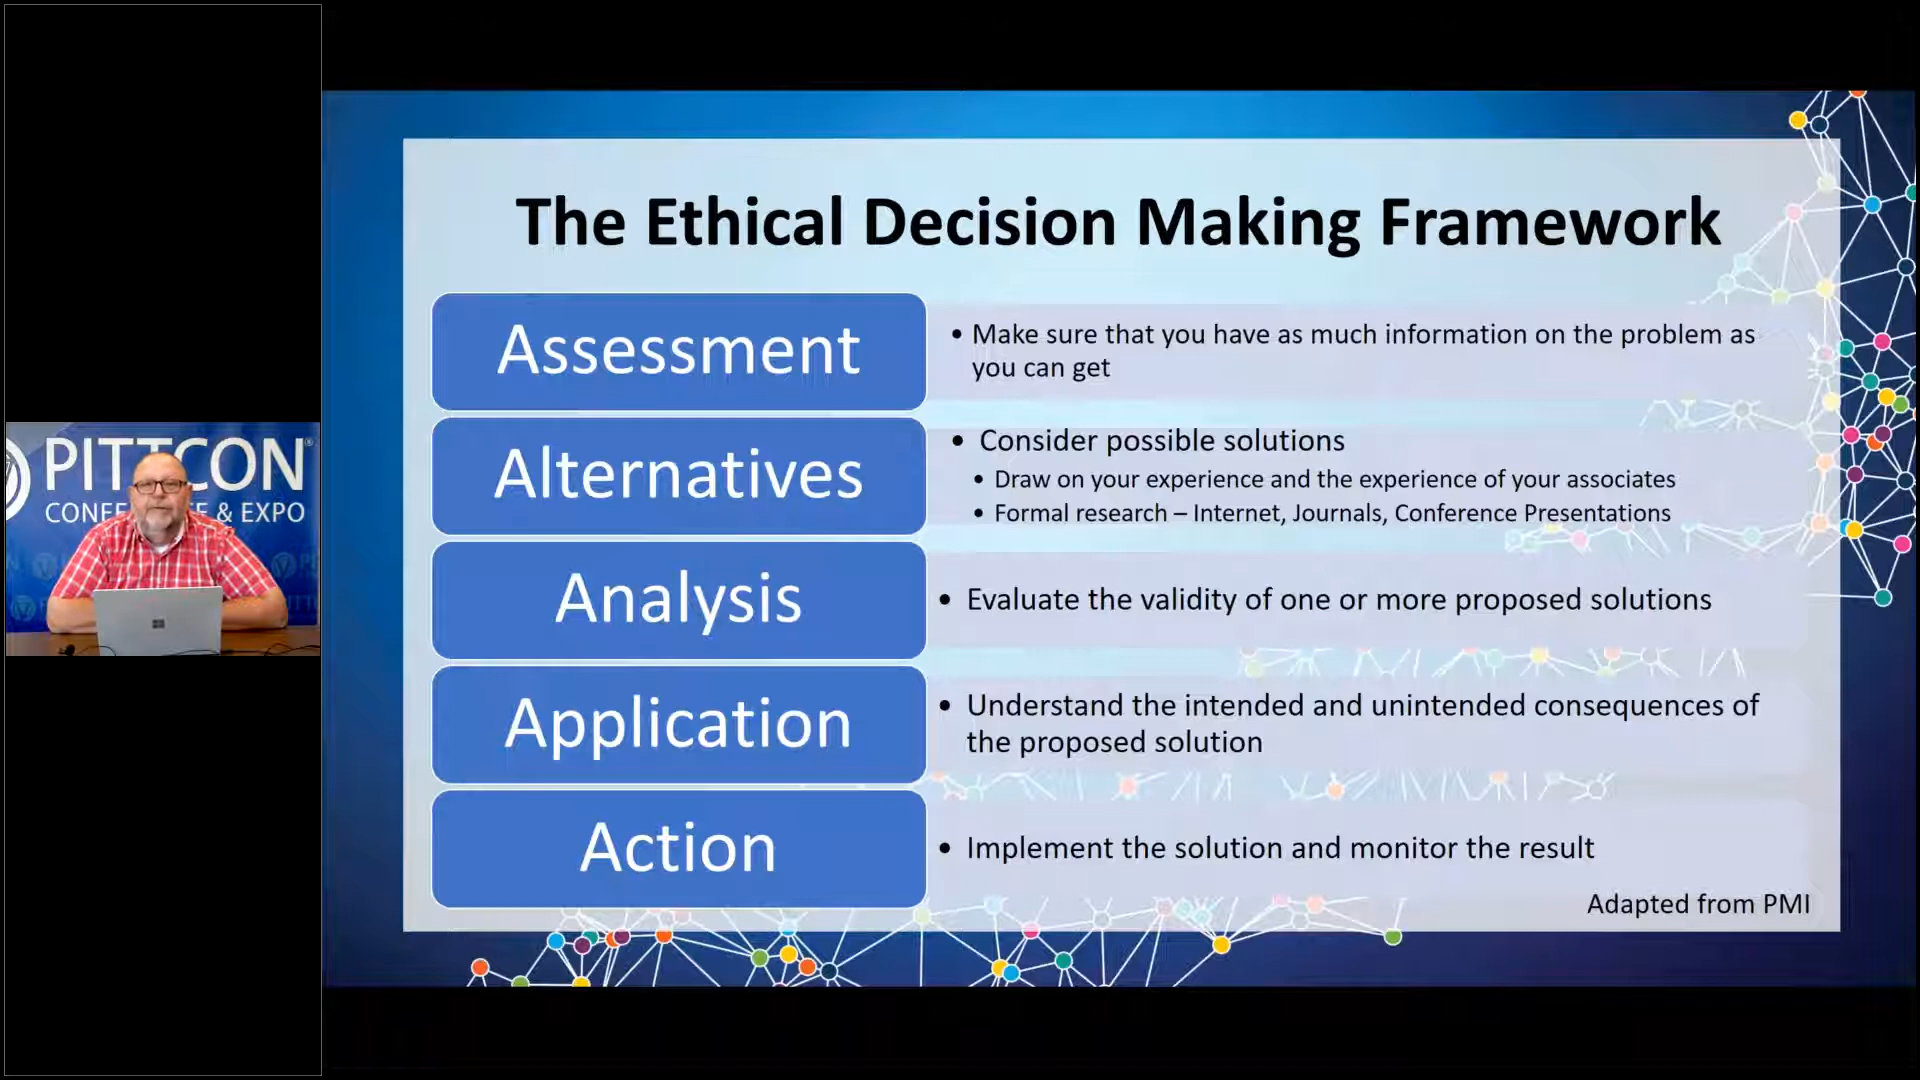 PITTCON
& EXPO
The Ethical Decision Making Framework
Assessment
• Make sure that you have as much information on the problem as
you can get
Alternatives
• Consider possible solutions
• Draw on your experience and the experience of your associates
• Formal research – Internet, Journals, Conference Presentations
Analysis
• Evaluate the validity of one or more proposed solutions
Application
• Understand the intended and unintended consequences of
the proposed solution
Action
• Implement the solution and monitor the result
Adapted from PMI